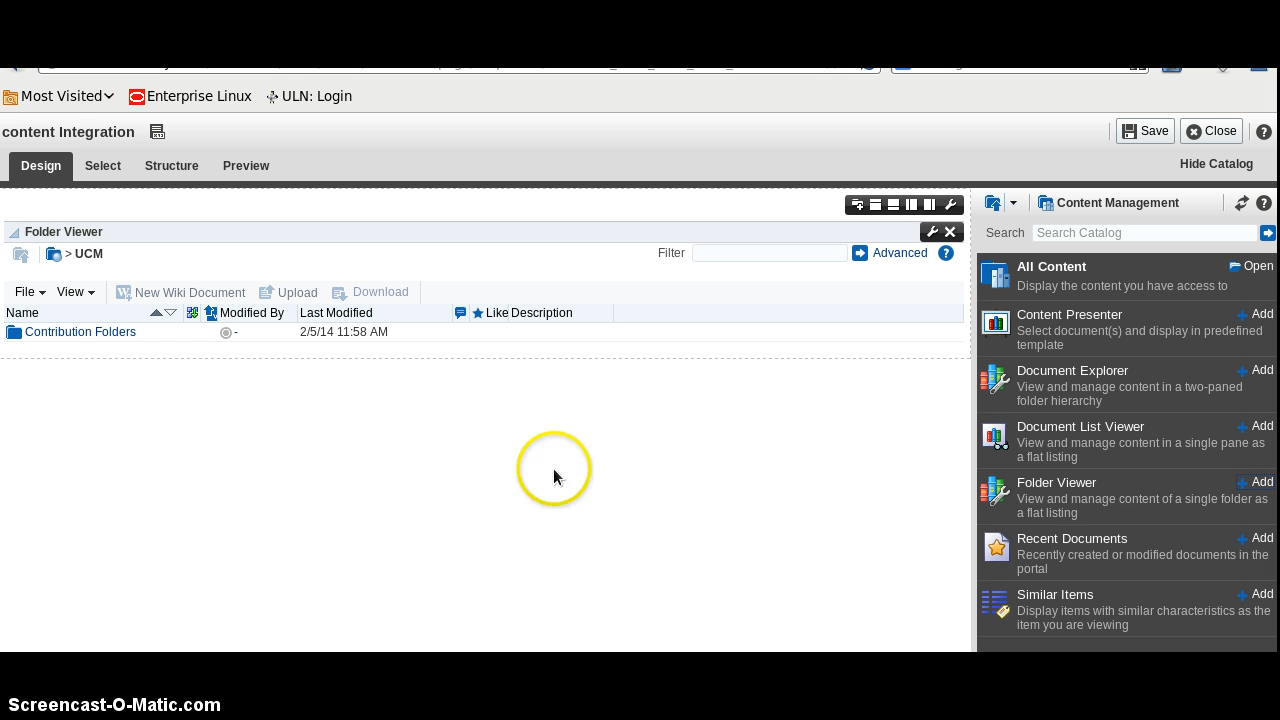 Most Visited Enterprise Linux ULN: Login
content Integration Save Close
Design Select Structure Preview Hide Catalog
Folder Viewer
> UCM Filter Advanced
File View New Wiki Document Upload Download
Name Modified By Last Modified Like Description
Contribution Folders - 2/5/14 11:58 AM
Content Management
Search Search Catalog
All Content Open
Display the content you have access to
Content Presenter Add
Select document(s) and display in predefined
template
Document Explorer Add
View and manage content in a two-paned
folder hierarchy
Document List Viewer Add
View and manage content in a single pane as
a flat listing
Folder Viewer Add
View and manage content of a single folder as
a flat listing
Recent Documents Add
Recently created or modified documents in the
portal
Similar Items Add
Display items with similar characteristics as the
item you are viewing
Screencast-O-Matic.com